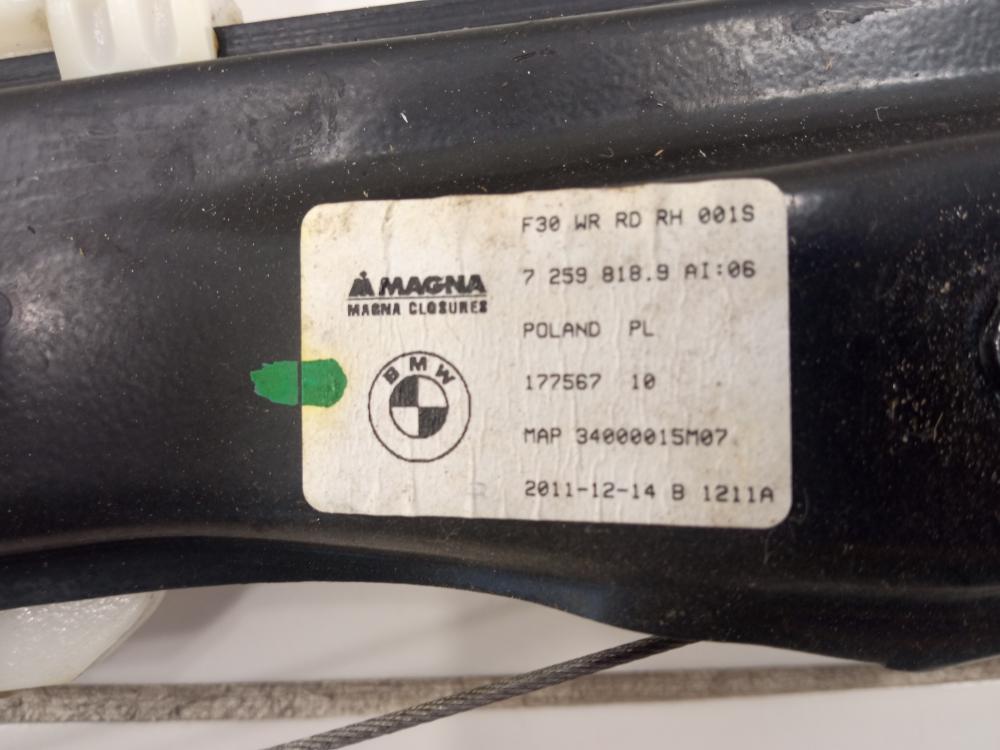 MAGNA
MAGNA CLOSURES
BMW
F30 WR RD RH 001S
7 259 818.9 AI:06
POLAND PL
177567 10
MAP 34000015M07
2011-12-14 B 1211A